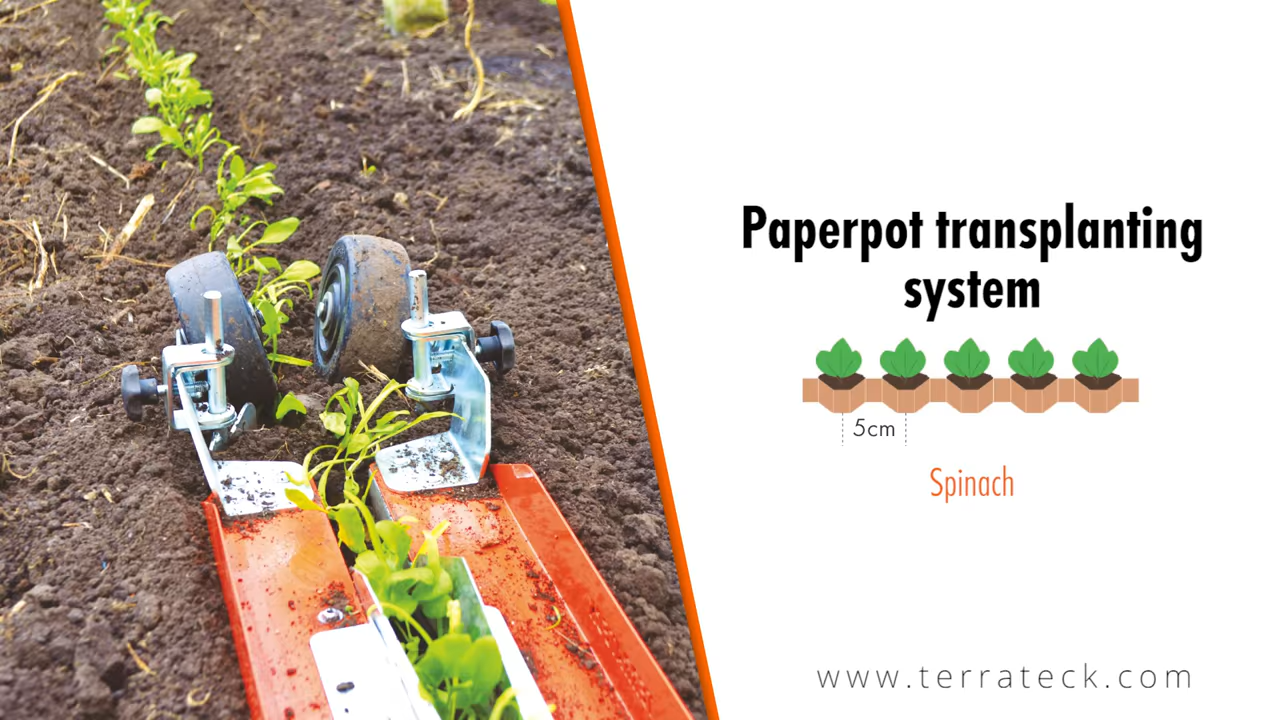 Paperpot transplanting
system
5cm
Spinach
www.terrateck.com